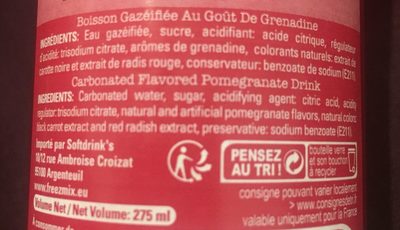 Boisson Gazéifiée Au Goût De Grenadine
INGRÉDIENTS: Eau gazéifiée, sucre, acidifiant: acide citrique, régulateur
d'acidité: trisodium citrate, arômes de grenadine, colorants naturels: extrait de
carotte noire et extrait de radis rouge, conservateur: benzoate de sodium (E211).
Carbonated Flavored Pomegranate Drink
INGREDIENTS: Carbonated water, sugar, acidifying agent: citric acid, acidity
regulator trisodium citrate, natural and artificial pomegranate flavors, natural colors:
black carrot extract and red radish extract, preservative: sodium benzoate (E211).
Importé par Softdrink's
10/12 rue Ambroise Croizat
95100 Argenteuil
www.freezmix.eu
PENSEZ
AU TRI !
bouteille verre
et son bouchon
à recycler
consigne pouvant varier localement
> www.consignesdetri.fr
valable uniquement pour la France
Volume Net / Net Volume: 275 ml
A consommer de